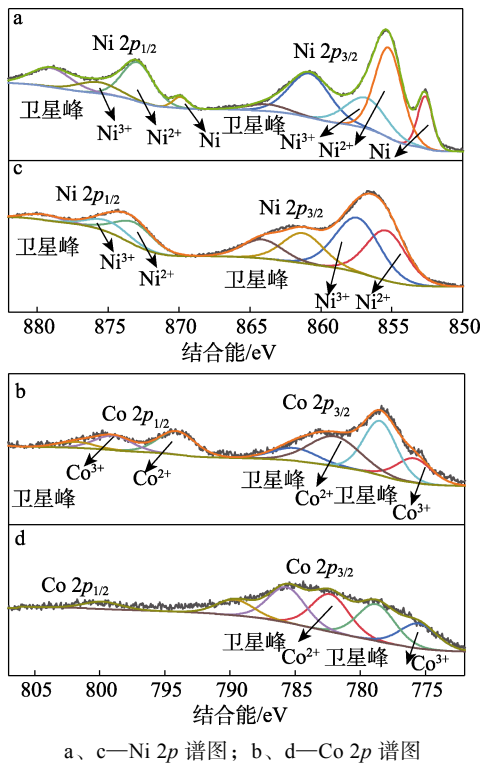 a
Ni 2p1/2
Ni 2p3/2
卫星峰
Ni3+
Ni2+
Ni
Ni3+
Ni2+
Ni
c
Ni 2p1/2
Ni 2p3/2
卫星峰
Ni3+
Ni2+
卫星峰
Ni3+
Ni2+
880 875 870 865 860 855 850
结合能/eV
b
Co 2p1/2
Co 2p3/2
Co3+
Co2+
卫星峰
卫星峰
Co2+
卫星峰
Co3+
d
Co 2p1/2
Co 2p3/2
卫星峰
Co2+
卫星峰
Co3+
805 800 790 785 780 775
结合能/eV
a、c—Ni 2p 谱图；b、d—Co 2p 谱图